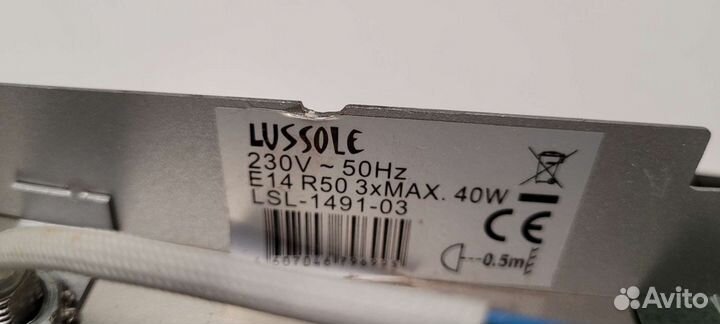 LUSSOLE
230V ~ 50Hz
E14 R50 3xMAX. 40W
LSL-1491-03
CE
0.5m
Avito